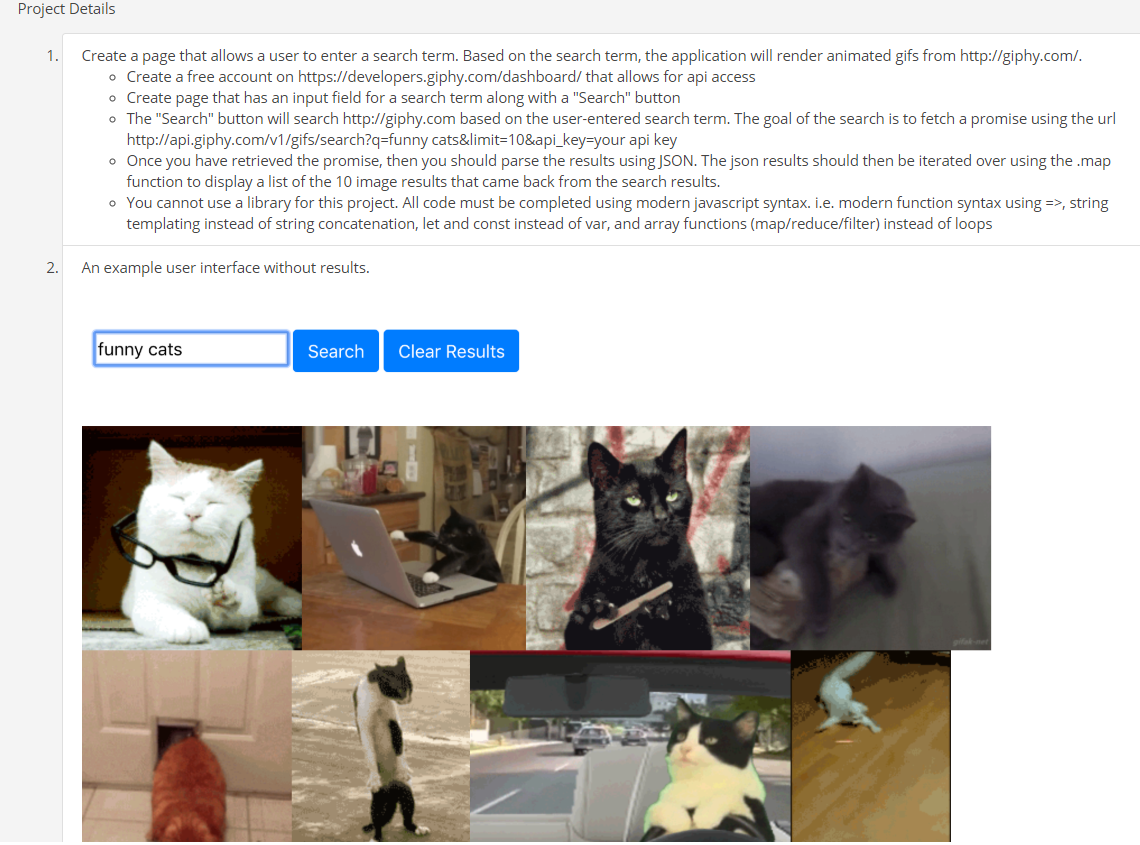 Project Details
1. Create a page that allows a user to enter a search term. Based on the search term, the application will render animated gifs from http://giphy.com/.
Create a free account on https://developers.giphy.com/dashboard/ that allows for api access
Create page that has an input field for a search term along with a "Search" button
The "Search" button will search http://giphy.com based on the user-entered search term. The goal of the search is to fetch a promise using the url
http://api.giphy.com/v1/gifs/search?q=funny cats&limit=10&api_key=your api key
Once you have retrieved the promise, then you should parse the results using JSON. The json results should then be iterated over using the .map
function to display a list of the 10 image results that came back from the search results.
You cannot use a library for this project. All code must be completed using modern javascript syntax. i.e. modern function syntax using =>, string
templating instead of string concatenation, let and const instead of var, and array functions (map/reduce/filter) instead of loops
2. An example user interface without results.
funny cats Search Clear Results